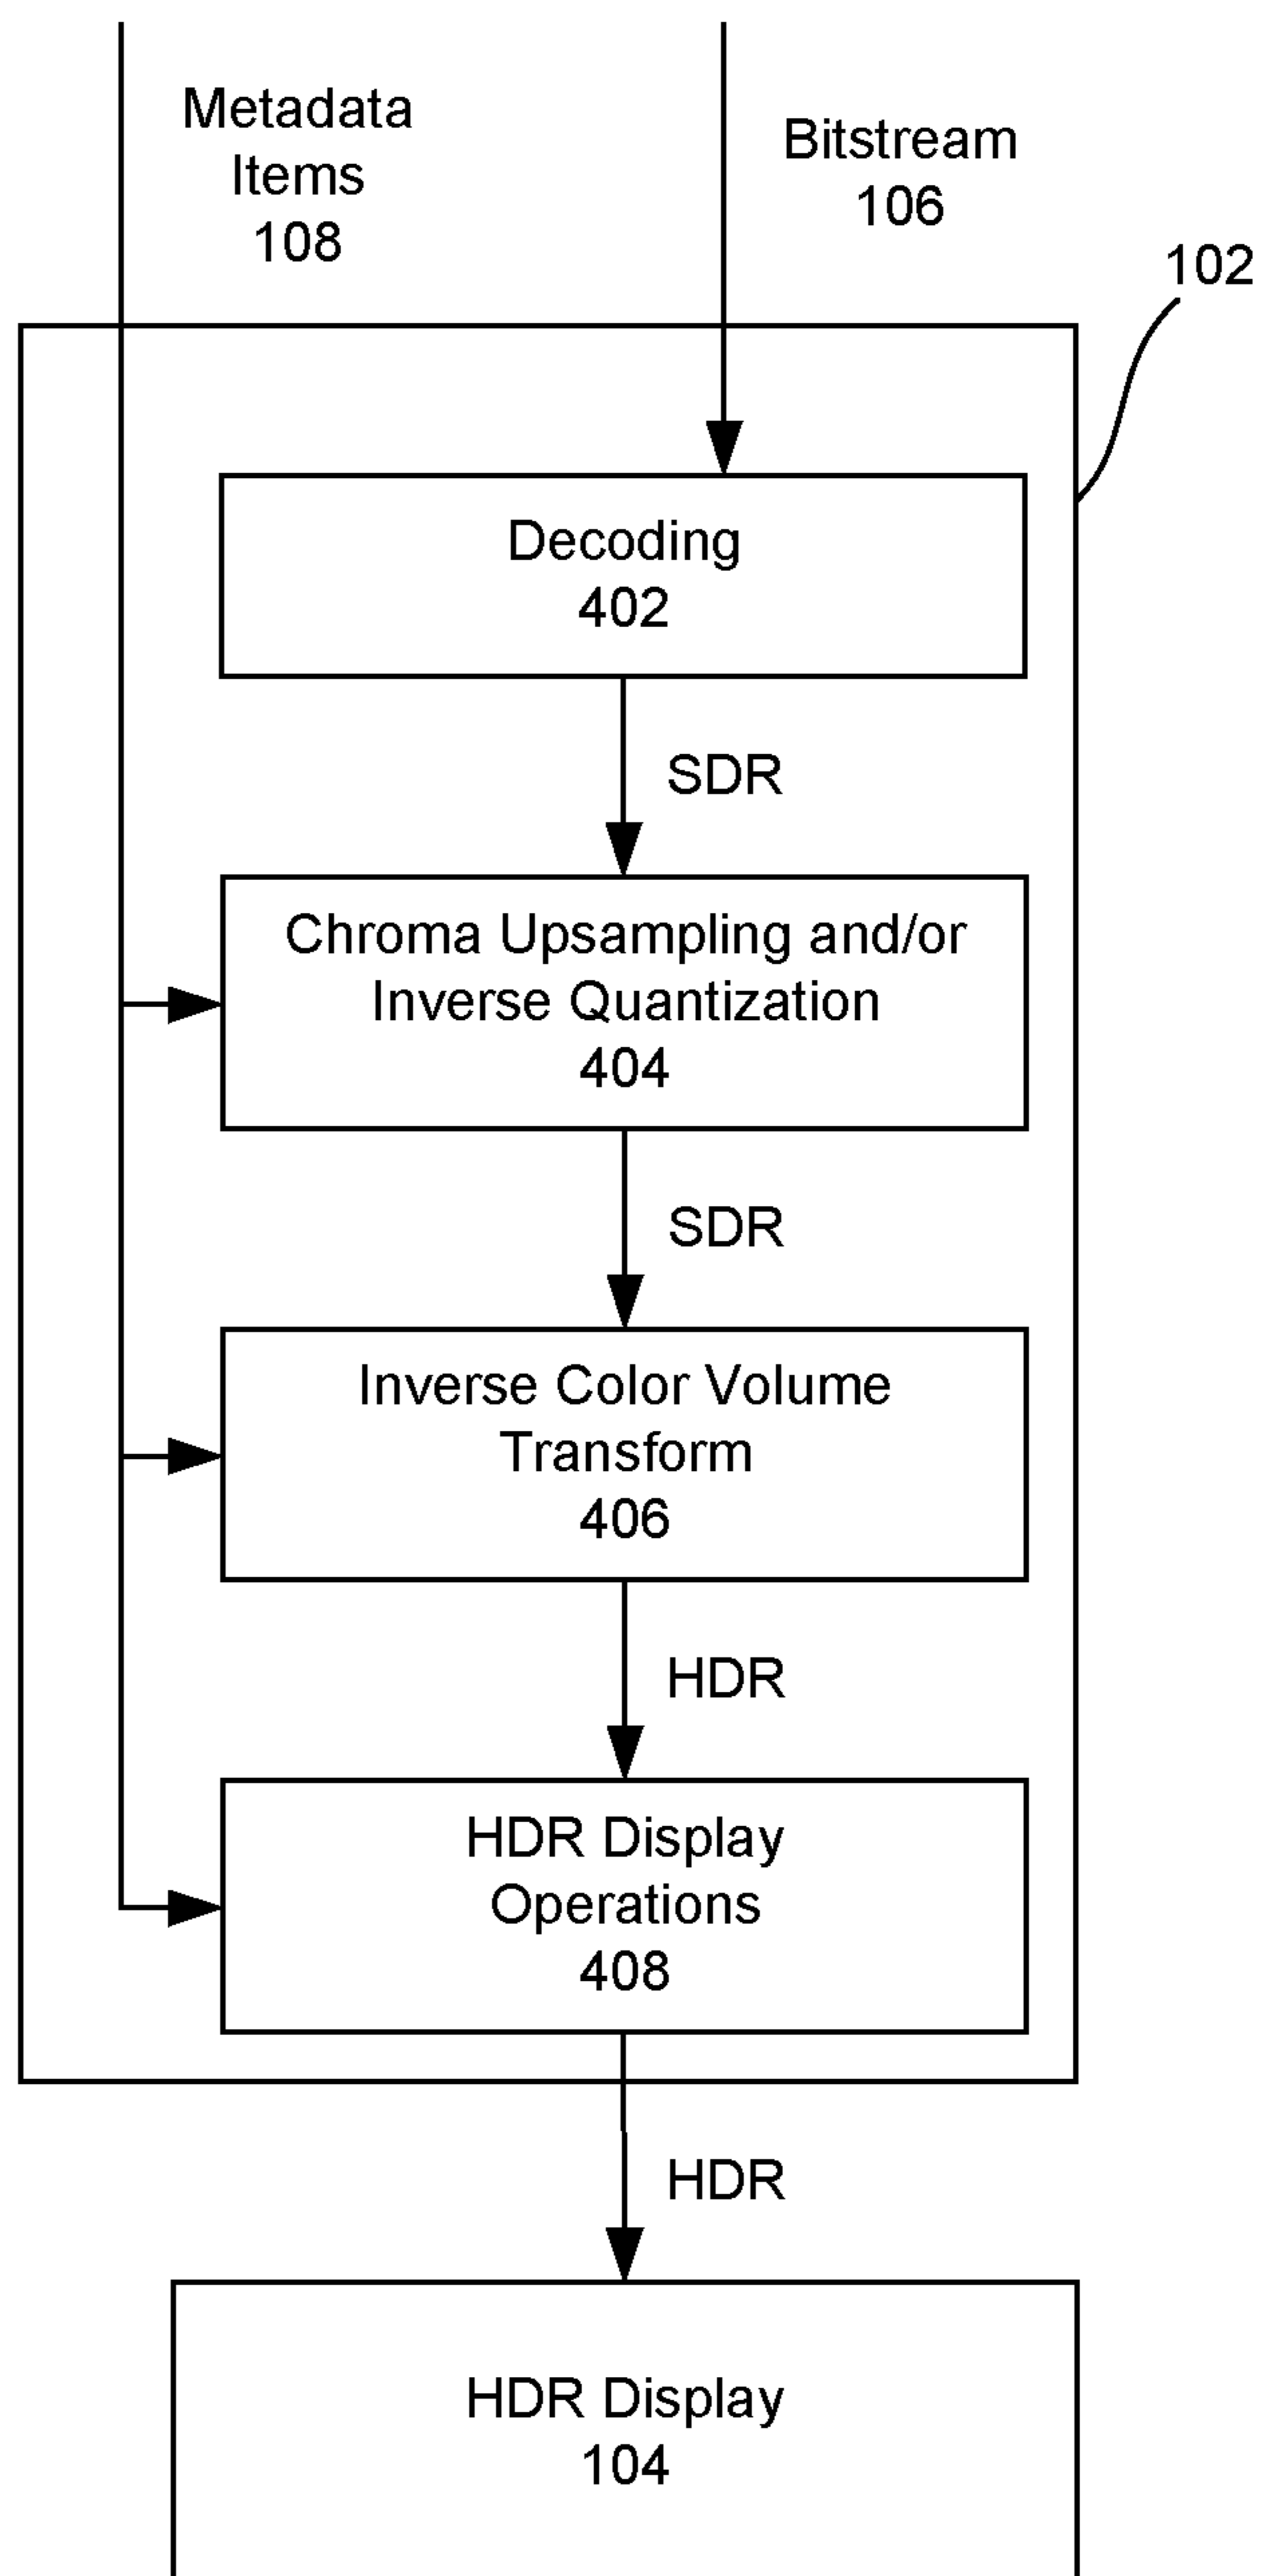 Metadata
Items
108
Bitstream
106
102
Decoding
402
SDR
Chroma Upsampling and/or
Inverse Quantization
404
SDR
Inverse Color Volume
Transform
406
HDR
HDR Display
Operations
408
HDR
HDR Display
104